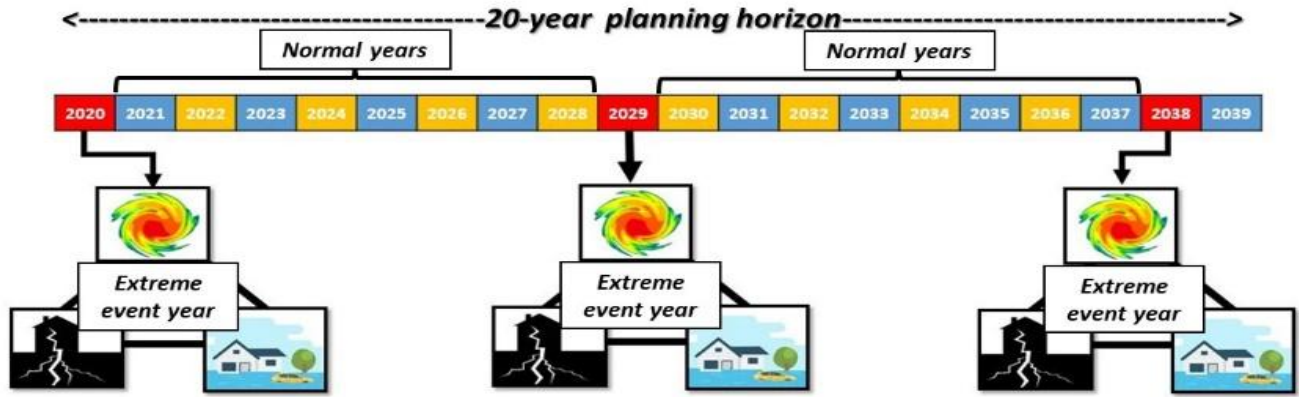 20-year planning horizon
Normal years
Normal years
2020 2021 2022 2023 2024 2025 2026 2027 2028 2029 2030 2031 2032 2033 2034 2035 2036 2037 2038 2039
Extreme
event year
Extreme
event year
Extreme
event year